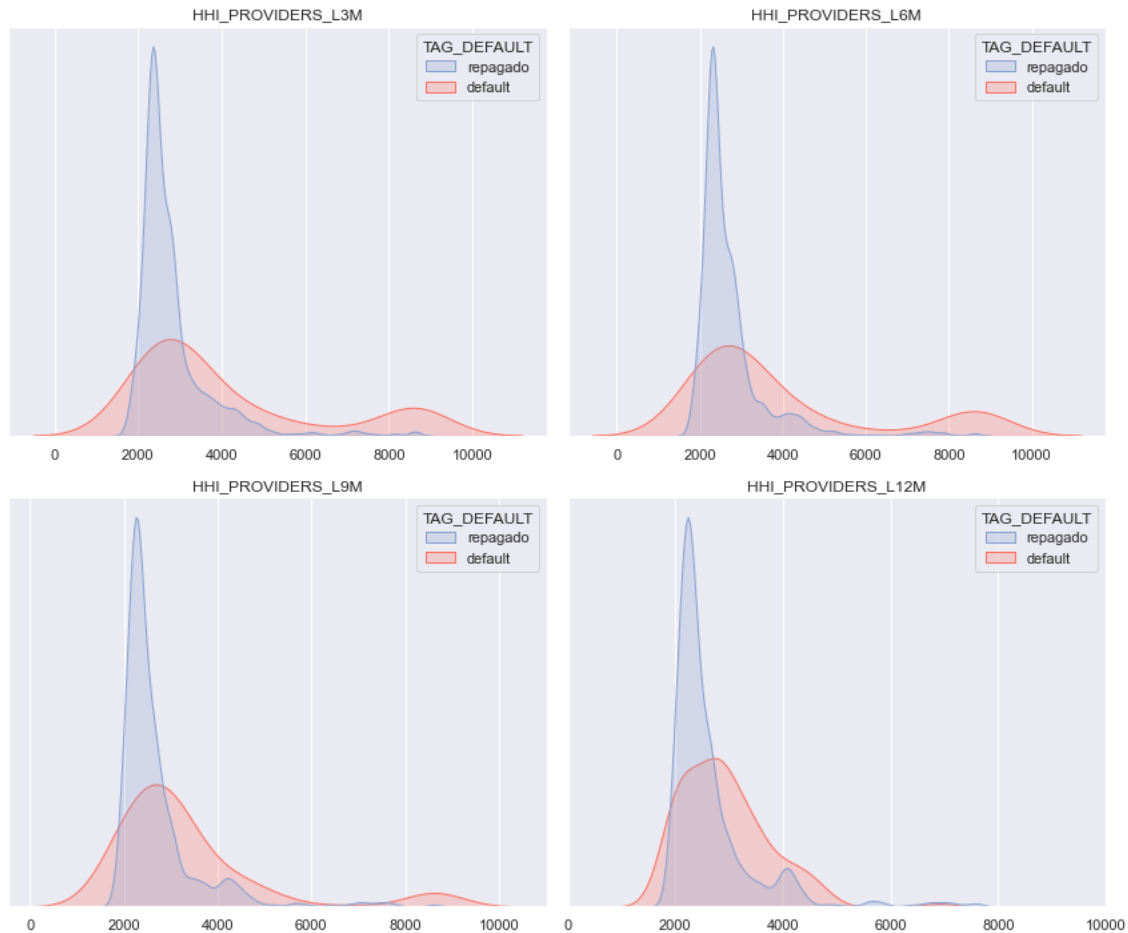 HHI_PROVIDERS_L3M
TAG_DEFAULT
repagado
default
0 2000 4000 6000 8000 10000
HHI_PROVIDERS_L6M
TAG_DEFAULT
repagado
default
0 2000 4000 6000 8000 10000
HHI_PROVIDERS_L9M
TAG_DEFAULT
repagado
default
0 2000 4000 6000 8000 10000
HHI_PROVIDERS_L12M
TAG_DEFAULT
repagado
default
0 2000 4000 6000 8000 10000